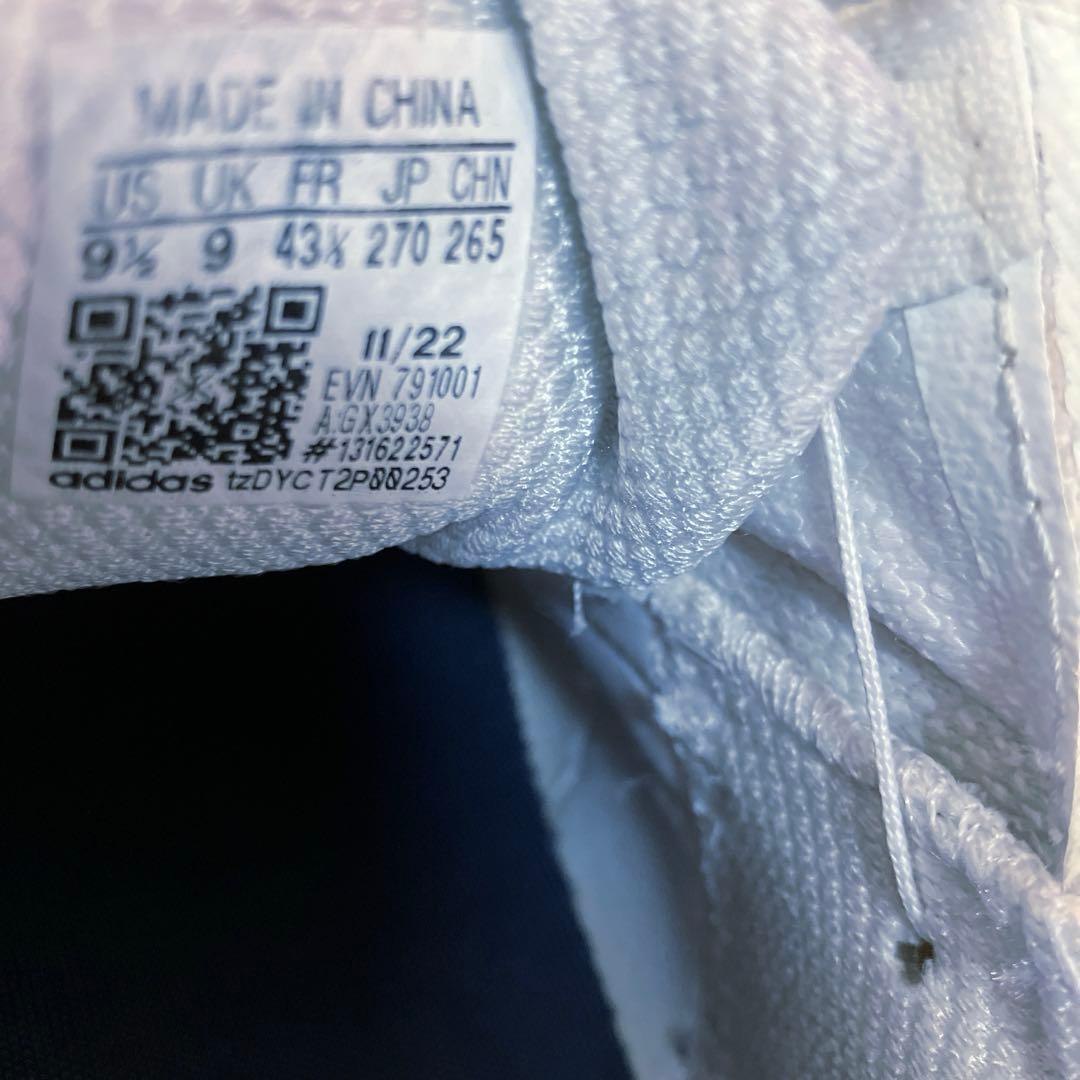 MADE IN CHINA
US UK FR JP CHN
9½ 9 43⅓ 270 265
11/22
EVN 791001
A:GX3938
#131622571
adidas tzDYCT2P00253